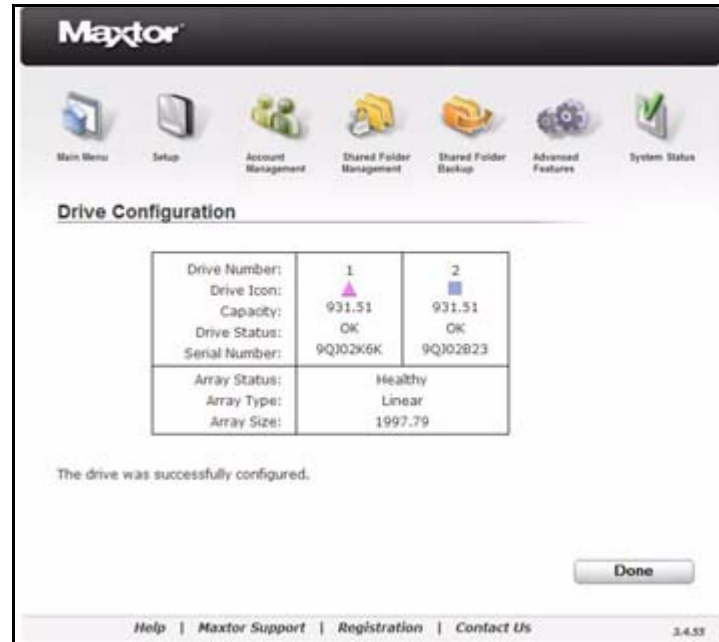 Maxtor
Main Menu
Setup
Account Management
Shared Folder Management
Shared Folder Backup
Advanced Features
System Status
Drive Configuration
Drive Number: 1 2
Drive Icon:
Capacity: 931.51 931.51
Drive Status: OK OK
Serial Number: 9QJ02K6K 9QJ02B23
Array Status: Healthy
Array Type: Linear
Array Size: 1997.79
The drive was successfully configured.
Done
Help | Maxtor Support | Registration | Contact Us